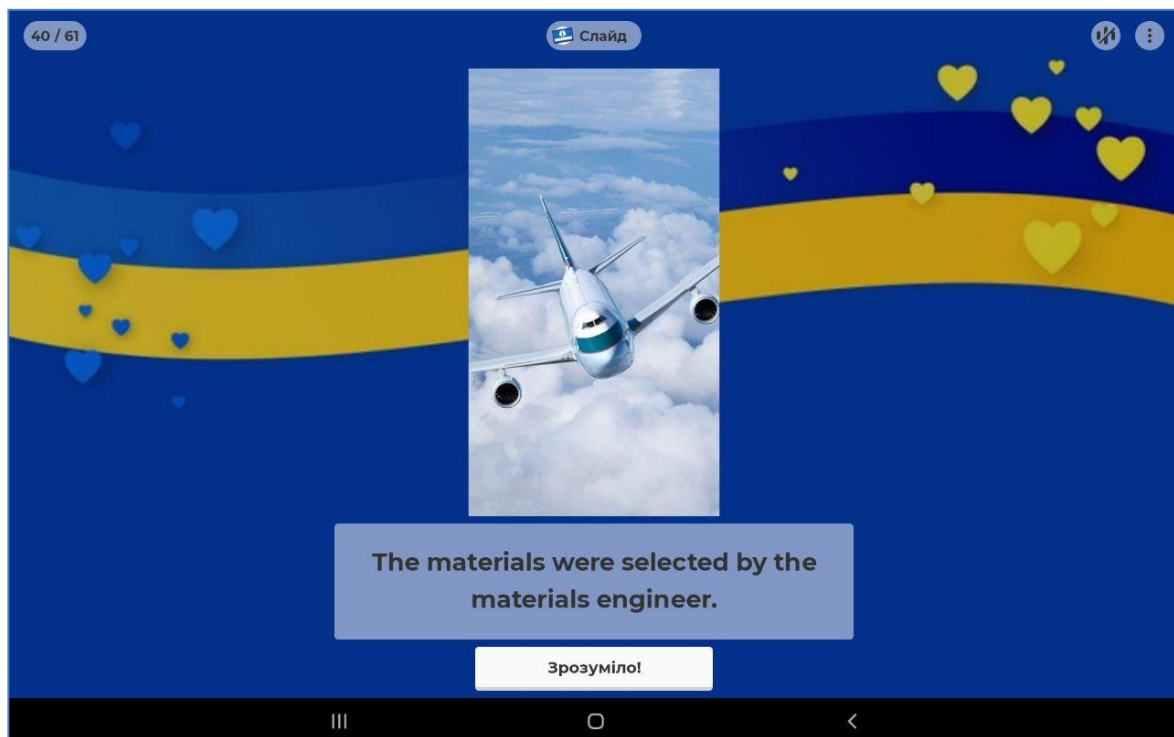 40 / 61
Слайд
The materials were selected by the
materials engineer.
Зрозуміло!